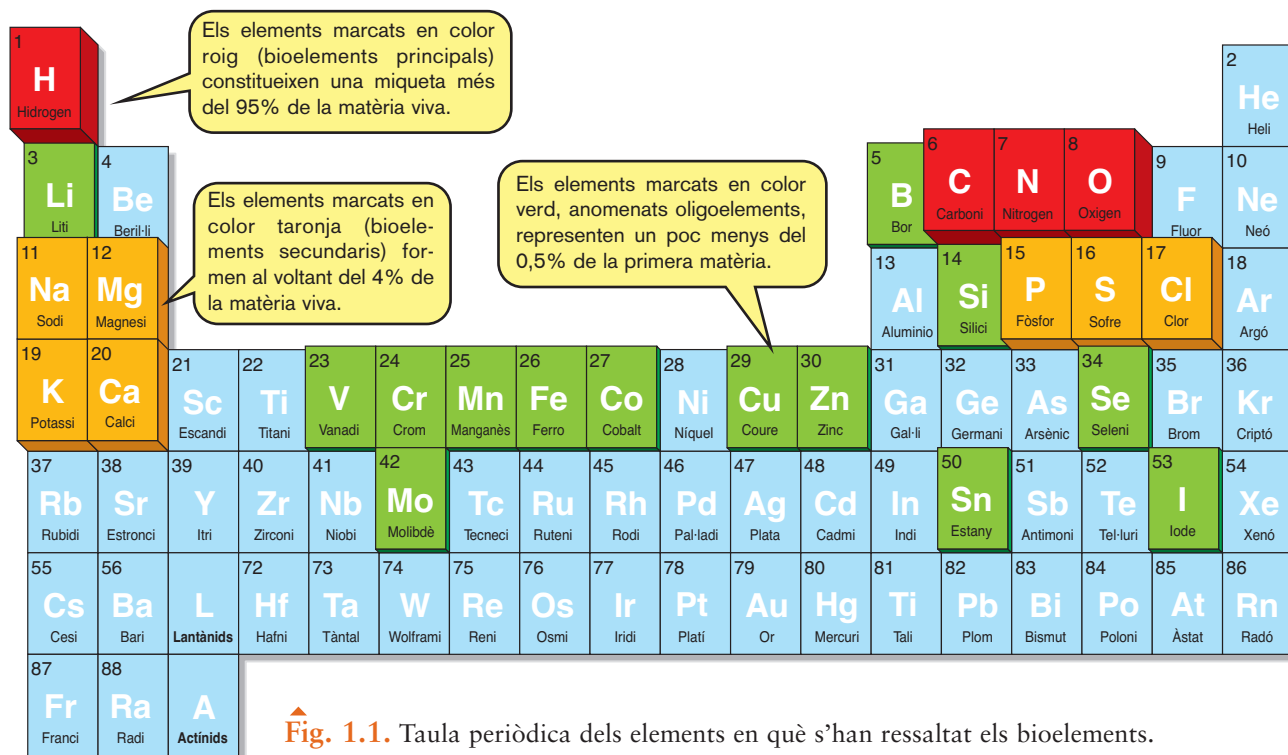 1
H
Hidrogen
Els elements marcats en color
roig (bioelements principals)
constitueixen una miqueta més
del 95% de la matèria viva.
2
He
Heli
3
Li
Liti
4
Be
Beril·li
Els elements marcats en
color taronja (bioele-
ments secundaris) for-
men al voltant del 4% de
la matèria viva.
Els elements marcats en color
verd, anomenats oligoelements,
representen un poc menys del
0,5% de la primera matèria.
5
B
Bor
6
C
Carboni
7
N
Nitrogen
8
O
Oxigen
9
F
Fluor
10
Ne
Neó
11
Na
Sodi
12
Mg
Magnesi
13
Al
Aluminio
14
Si
Silici
15
P
Fòsfor
16
S
Sofre
17
Cl
Clor
18
Ar
Argó
19
K
Potassi
20
Ca
Calci
21
Sc
Escandi
22
Ti
Titani
23
V
Vanadi
24
Cr
Crom
25
Mn
Manganès
26
Fe
Ferro
27
Co
Cobalt
28
Ni
Níquel
29
Cu
Coure
30
Zn
Zinc
31
Ga
Gal·li
32
Ge
Germani
33
As
Arsènic
34
Se
Seleni
35
Br
Brom
36
Kr
Criptó
37
Rb
Rubidi
38
Sr
Estronci
39
Y
Itri
40
Zr
Zirconi
41
Nb
Niobi
42
Mo
Molibdè
43
Tc
Tecneci
44
Ru
Ruteni
45
Rh
Rodi
46
Pd
Pal·ladi
47
Ag
Plata
48
Cd
Cadmi
49
In
Indi
50
Sn
Estany
51
Sb
Antimoni
52
Te
Tel·luri
53
I
Iode
54
Xe
Xenó
55
Cs
Cesi
56
Ba
Bari
L
Lantànids
72
Hf
Hafni
73
Ta
Tàntal
74
W
Wolframi
75
Re
Reni
76
Os
Osmi
77
Ir
Iridi
78
Pt
Platí
79
Au
Or
80
Hg
Mercuri
81
Ti
Tali
82
Pb
Plom
83
Bi
Bismut
84
Po
Poloni
85
At
Àstat
86
Rn
Radó
87
Fr
Franci
88
Ra
Radi
A
Actínids
Fig. 1.1. Taula periòdica dels elements en què s'han ressaltat els bioelements.